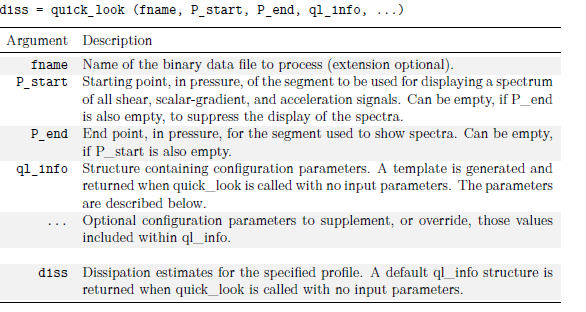 diss = quick_look (fname, P_start, P_end, ql_info, ...)
Argument Description
fname Name of the binary data file to process (extension optional).
P_start Starting point, in pressure, of the segment to be used for displaying a spectrum
of all shear, scalar-gradient, and acceleration signals. Can be empty, if P_end
is also empty, to suppress the display of the spectra.
P_end End point, in pressure, for the segment used to show spectra. Can be empty,
if P_start is also empty.
ql_info Structure containing configuration parameters. A template is generated and
returned when quick_look is called with no input parameters. The parameters
are described below.
... Optional configuration parameters to supplement, or override, those values
included within ql_info.
diss Dissipation estimates for the specified profile. A default ql_info structure is
returned when quick_look is called with no input parameters.